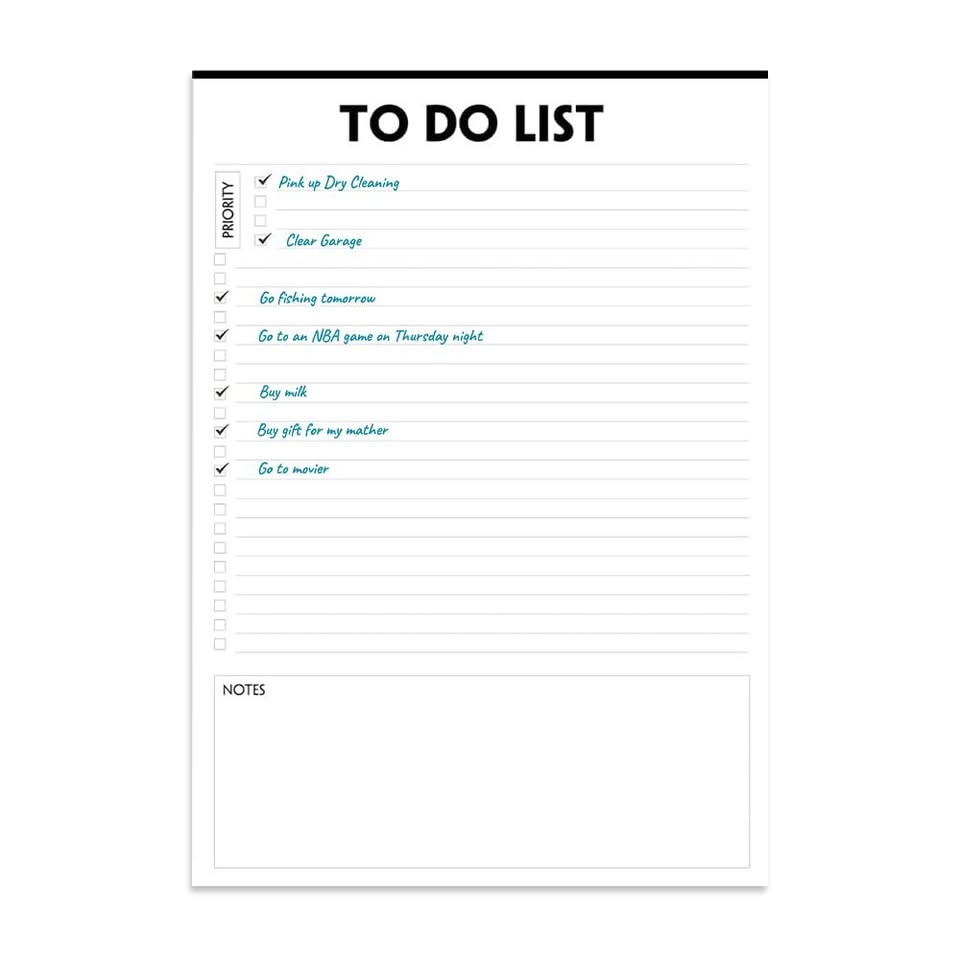 TO DO LIST
PRIORITY
Pink up Dry Cleaning
Clear Garage
Go fishing tomorrow
Go to an NBA game on Thursday night
Buy milk
Buy gift for my mather
Go to movier
NOTES